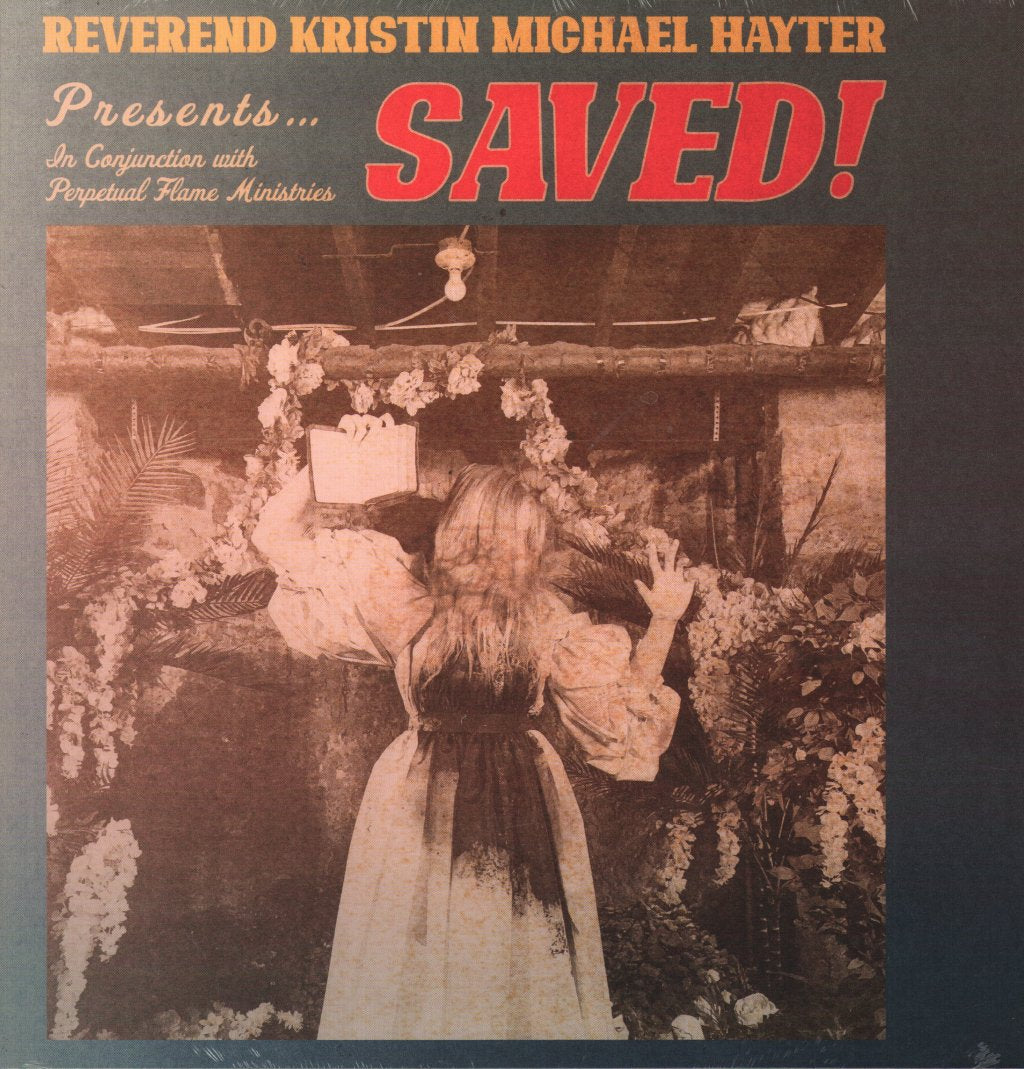 REVEREND KRISTIN MICHAEL HAYTER
Presents...
SAVED!
In Conjunction with
Perpetual Flame Ministries